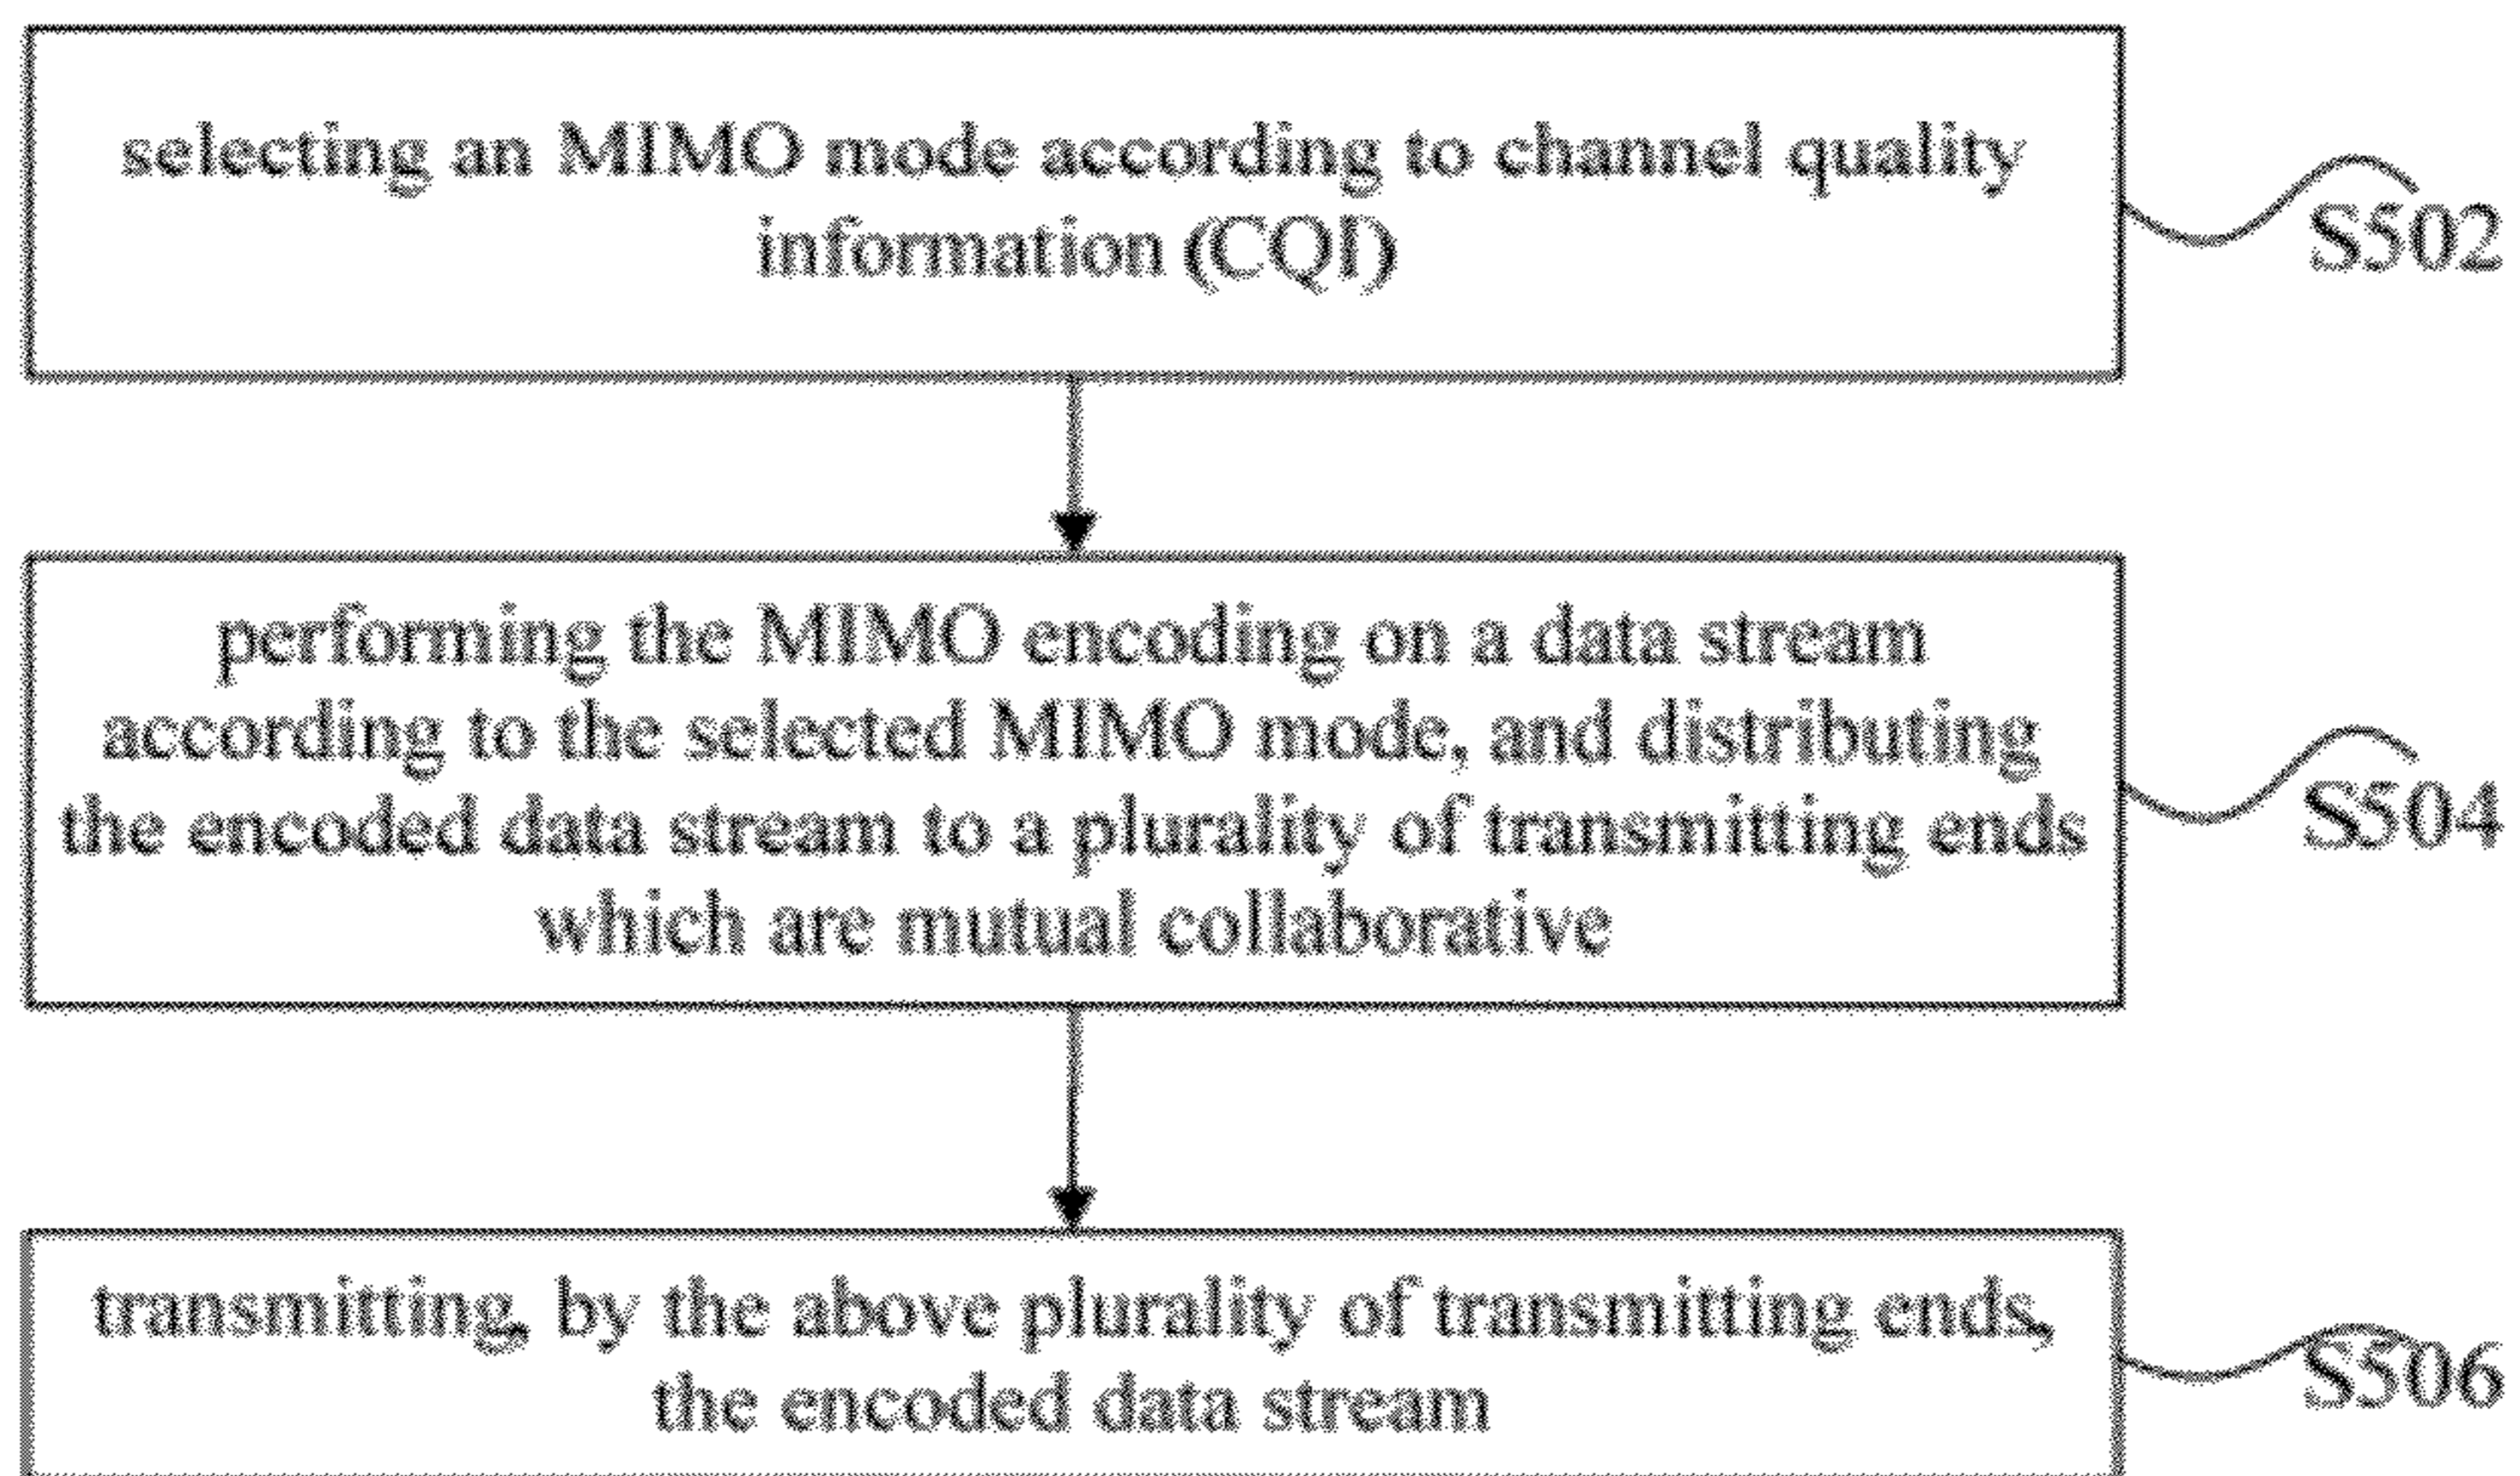 selecting an MIMO mode according to channel quality
information (CQI)
S502
performing the MIMO encoding on a data stream
according to the selected MIMO mode, and distributing
the encoded data stream to a plurality of transmitting ends
which are mutual collaborative
S504
transmitting, by the above plurality of transmitting ends,
the encoded data stream
S506